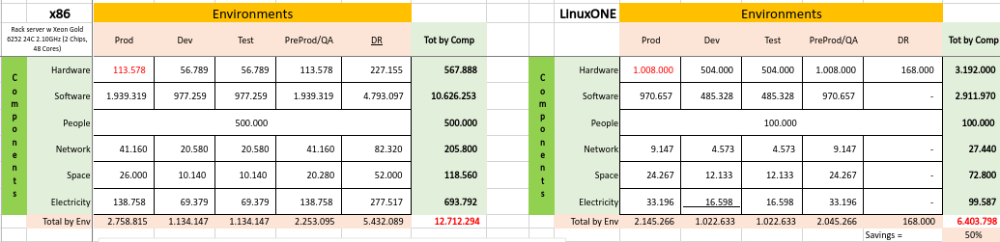 x86 Environments
Rack server w Xeon Gold
6252 24C 2.10GHz (2 Chips,
48 Cores)
Prod Dev Test PreProd/QA DR Tot by Comp
Components
Hardware 113.578 56.789 56.789 113.578 227.155 567.888
Software 1.939.319 977.259 977.259 1.939.319 4.793.097 10.626.253
People 500.000 500.000
Network 41.160 20.580 20.580 41.160 82.320 205.800
Space 26.000 10.140 10.140 20.280 52.000 118.560
Electricity 138.758 69.379 69.379 138.758 277.517 693.792
Total by Env 2.758.815 1.134.147 1.134.147 2.253.095 5.432.089 12.712.294
LInuxONE Environments
Prod Dev Test PreProd/QA DR Tot by Comp
Components
Hardware 1.008.000 504.000 504.000 1.008.000 168.000 3.192.000
Software 970.657 485.328 485.328 970.657 - 2.911.970
People 100.000 100.000
Network 9.147 4.573 4.573 9.147 - 27.440
Space 24.267 12.133 12.133 24.267 - 72.800
Electricity 33.196 16.598 16.598 33.196 - 99.587
Total by Env 2.145.266 1.022.633 1.022.633 2.045.266 168.000 6.403.798
Savings = 50%